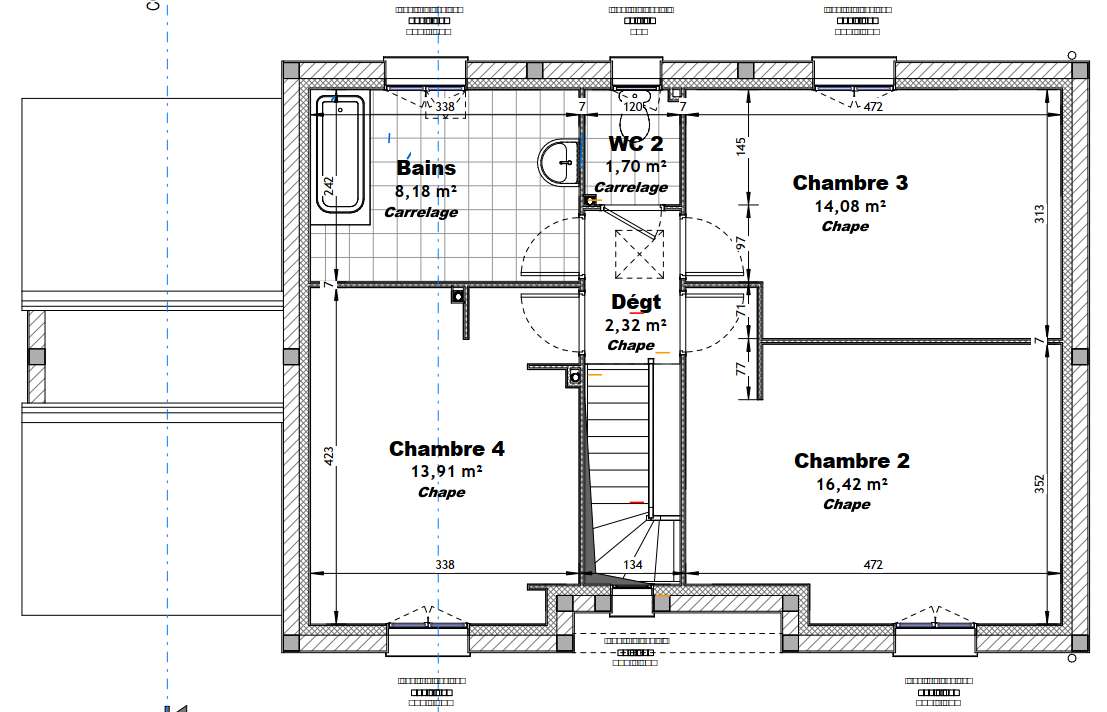 C
338
7
120
7
472
Bains
8,18 m²
Carrelage
242
WC 2
1,70 m²
Carrelage
145
Chambre 3
14,08 m²
Chape
313
97
7
Dégt
2,32 m²
Chape
71
77
7
Chambre 4
13,91 m²
Chape
423
Chambre 2
16,42 m²
Chape
352
338
134
472